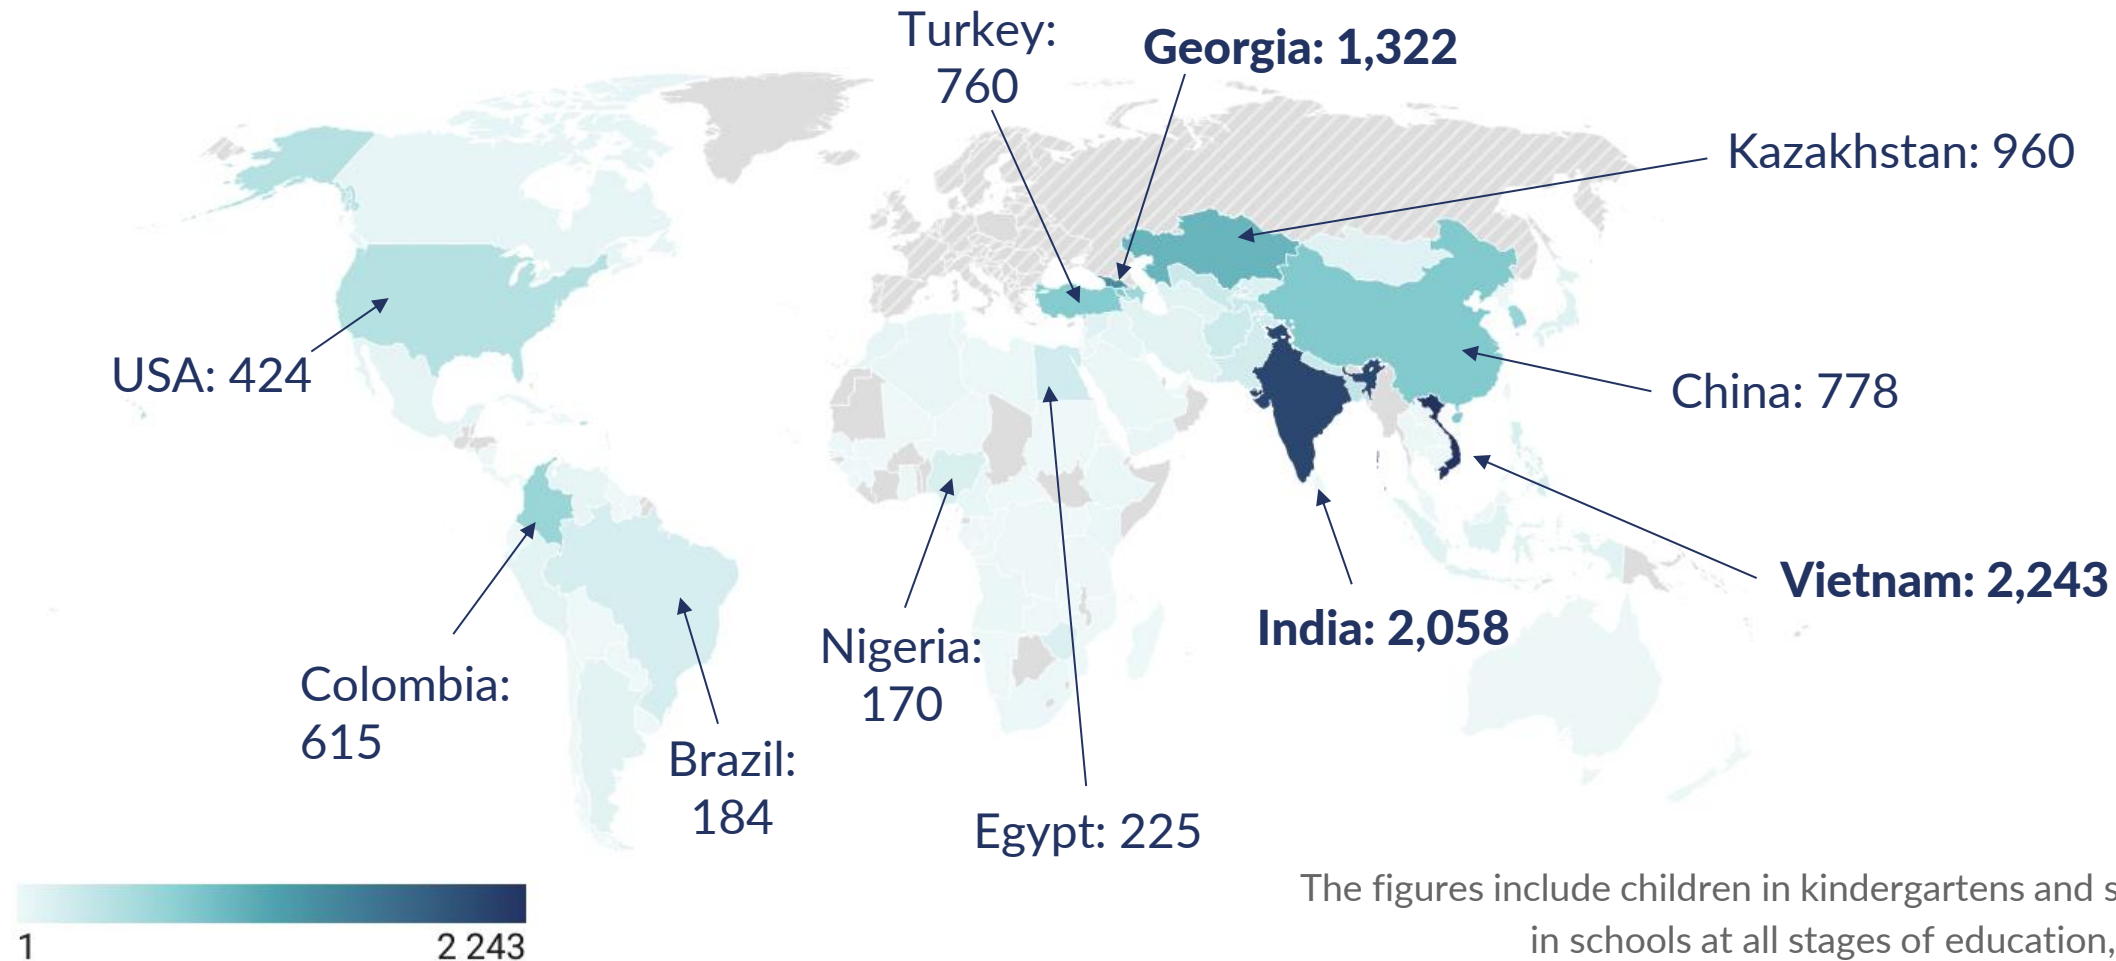 Turkey:
760
Georgia: 1,322
Kazakhstan: 960
USA: 424
China: 778
Vietnam: 2,243
India: 2,058
Nigeria:
170
Colombia:
615
Brazil:
184
Egypt: 225
1
2 243
The figures include children in kindergartens and
in schools at all stages of education,